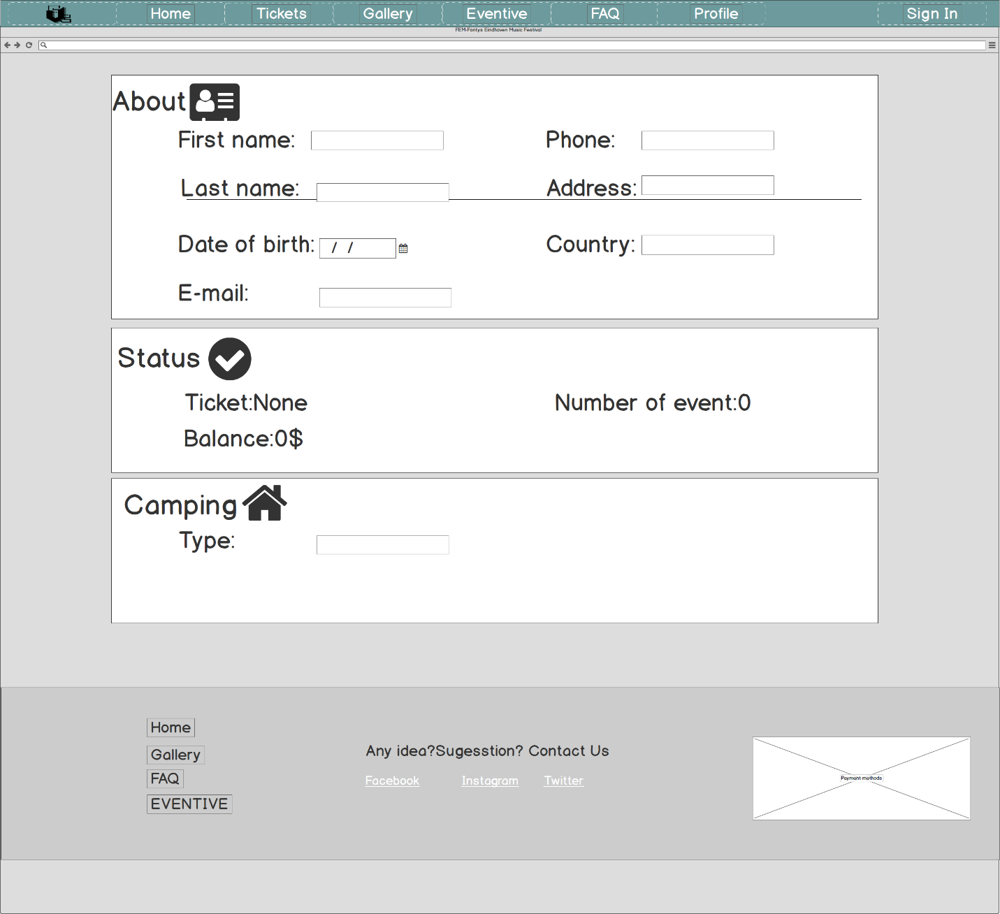 Home Tickets Gallery Eventive FAQ Profile Sign In
FEM-Fontys Eindhoven Music Festival
About
First name:
Phone:
Last name:
Address:
Date of birth: / /
Country:
E-mail:
Status
Ticket:None
Number of event:0
Balance:0$
Camping
Type:
Home
Gallery
FAQ
EVENTIVE
Any idea?Sugesstion? Contact Us
Facebook Instagram Twitter
Payment methods